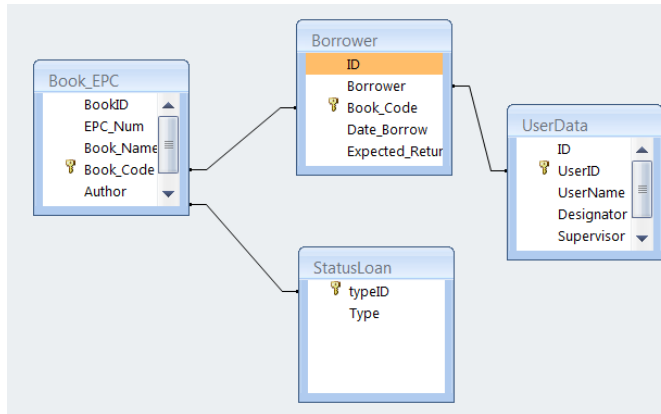 Book_EPC
BookID
EPC_Num
Book_Name
Book_Code
Author
Borrower
ID
Borrower
Book_Code
Date_Borrow
Expected_Retur
StatusLoan
typeID
Type
UserData
ID
UserID
UserName
Designator
Supervisor